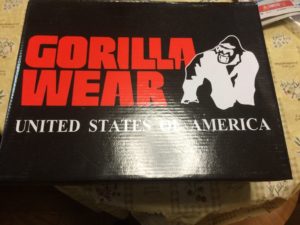 GORILLA
WEAR
UNITED STATES OF AMERICA